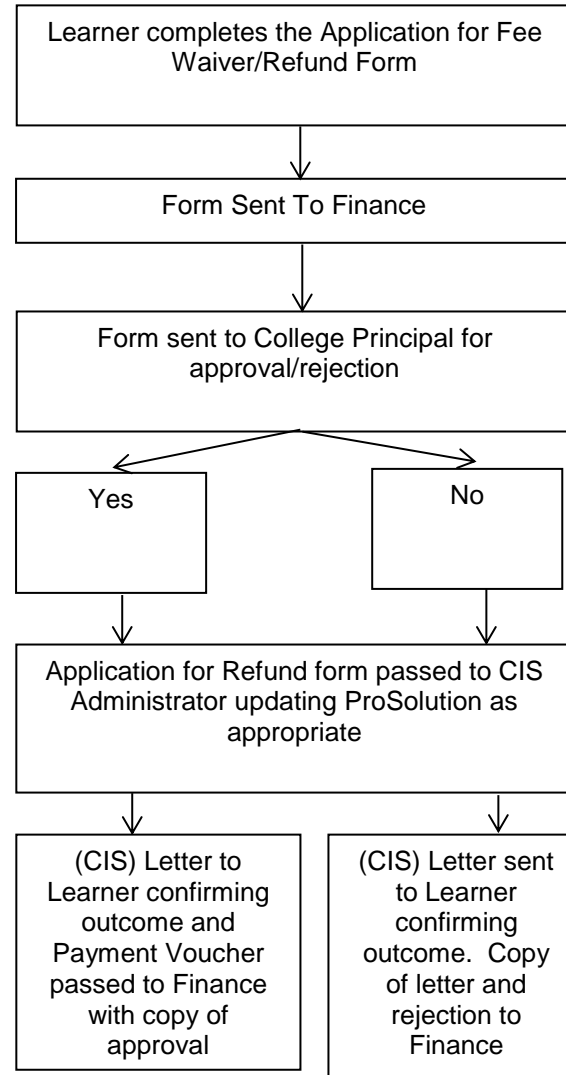 Learner completes the Application for Fee
Waiver/Refund Form
Form Sent To Finance
Form sent to College Principal for
approval/rejection
Yes
No
Application for Refund form passed to CIS
Administrator updating ProSolution as
appropriate
(CIS) Letter to
Learner confirming
outcome and
Payment Voucher
passed to Finance
with copy of
approval
(CIS) Letter sent
to Learner
confirming
outcome.  Copy
of letter and
rejection to
Finance